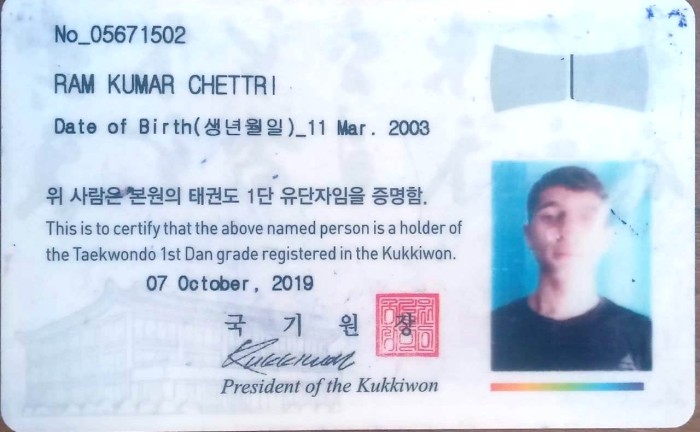 No_05671502
RAM KUMAR CHETTRI
Date of Birth(생년월일)_11 Mar. 2003
위 사람은 본원의 태권도 1단 유단자임을 증명함.
This is to certify that the above named person is a holder of
the Taekwondo 1st Dan grade registered in the Kukkiwon.
07 October, 2019
국 기 원 장
Kukkiwon
President of the Kukkiwon